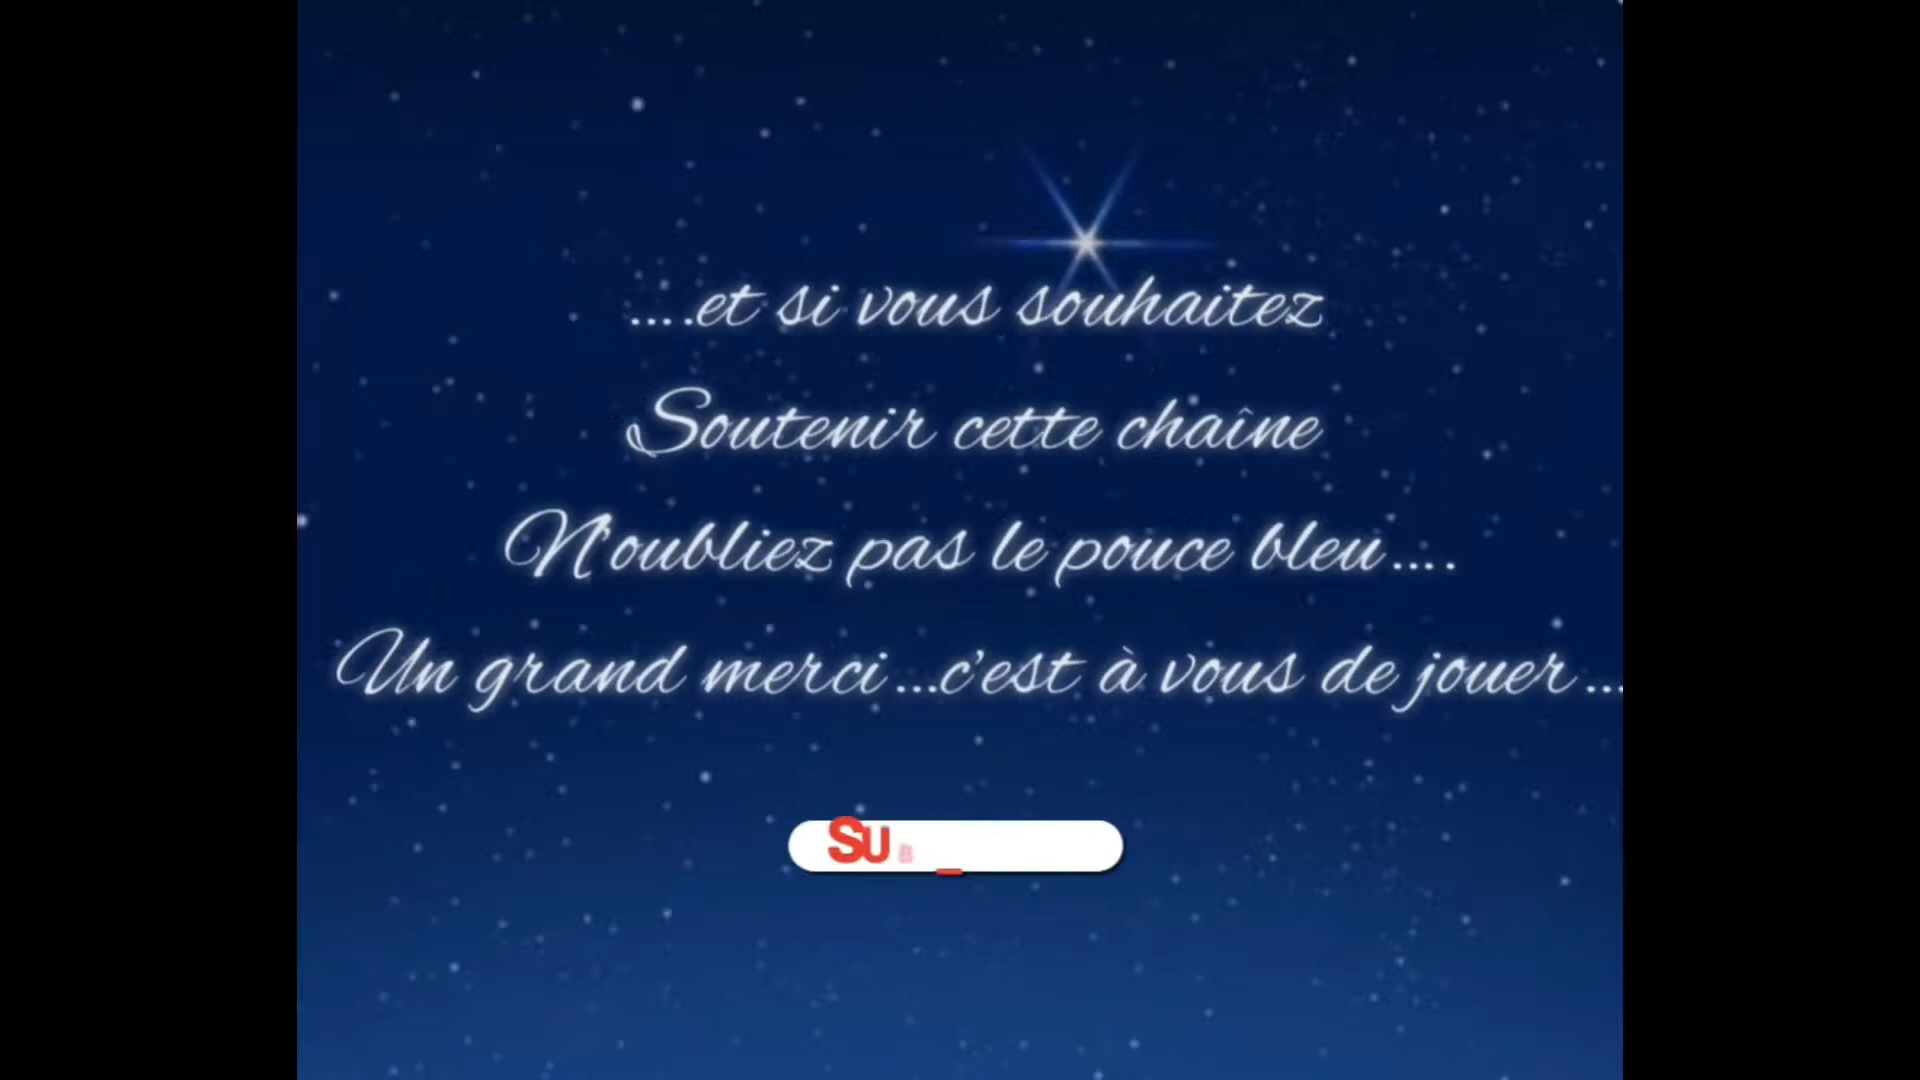 ....et si vous souhaitez
Soutenir cette chaîne
N'oubliez pas le pouce bleu....
Un grand merci...c'est à vous de jouer...
SUB